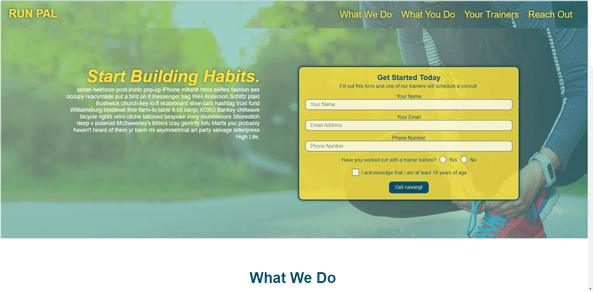 RUN PAL
What We Do What You Do Your Trainers Reach Out
Start Building Habits.
seitan heirloom post-ironic pop-up iPhone mlkshk hella selfies fashion axe
occupy readymade put a bird on it messenger bag Wes Anderson Schlitz plaid
Bushwick church-key lo-fi skateboard slow-carb hashtag trust fund
Williamsburg biodiesel fixie farm-to-table 8-bit banjo XOXO Banksy chillwave
bicycle rights retro cliche tattooed bespoke irony mumblecore Shoreditch
deep v polaroid McSweeney's bitters cray gentrify tofu Marfa you probably
haven't heard of them yr banh mi asymmetrical art party selvage letterpress
High Life.
Get Started Today
Fill out this form and one of our trainers will schedule a consult
Your Name
Your Name
Your Email
Email Address
Phone Number
Phone Number
Have you worked out with a trainer before? Yes No
I acknowledge that I am at least 18 years of age
Get running!
What We Do